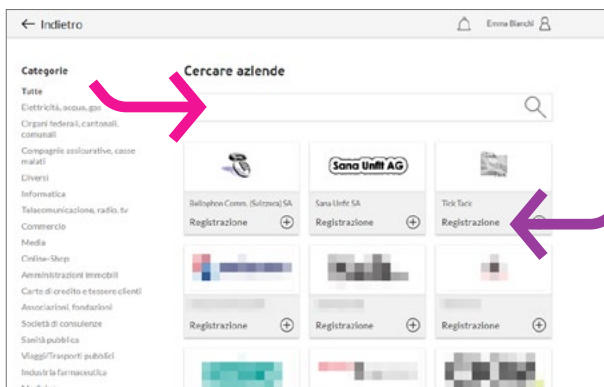 ← Indietro
Emma Bianchi
Categorie
Tutte
Elettricità, acqua, gas
Organi federali, cantonali,
comunali
Compagnie assicurative, casse
malati
Diversi
Informatica
Telecomunicazione, radio, tv
Commercio
Media
Online-Shop
Amministrazioni immobili
Carte di credito e tessere clienti
Associazioni, fondazioni
Società di consulenze
Sanità pubblica
Viaggi/Trasporti pubblici
Industria farmaceutica
Cercare aziende
Sana Unfit AG
Bellophon Comm. (Svizzera) SA
Sana Unfit SA
Tick Tack
Registrazione
Registrazione
Registrazione
Registrazione
Registrazione
Registrazione